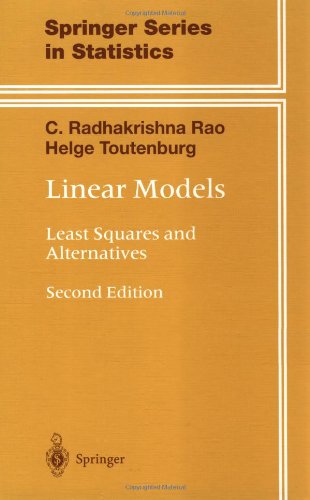 Springer Series
in Statistics
C. Radhakrishna Rao
Helge Toutenburg
Linear Models
Least Squares and
Alternatives
Second Edition
Springer